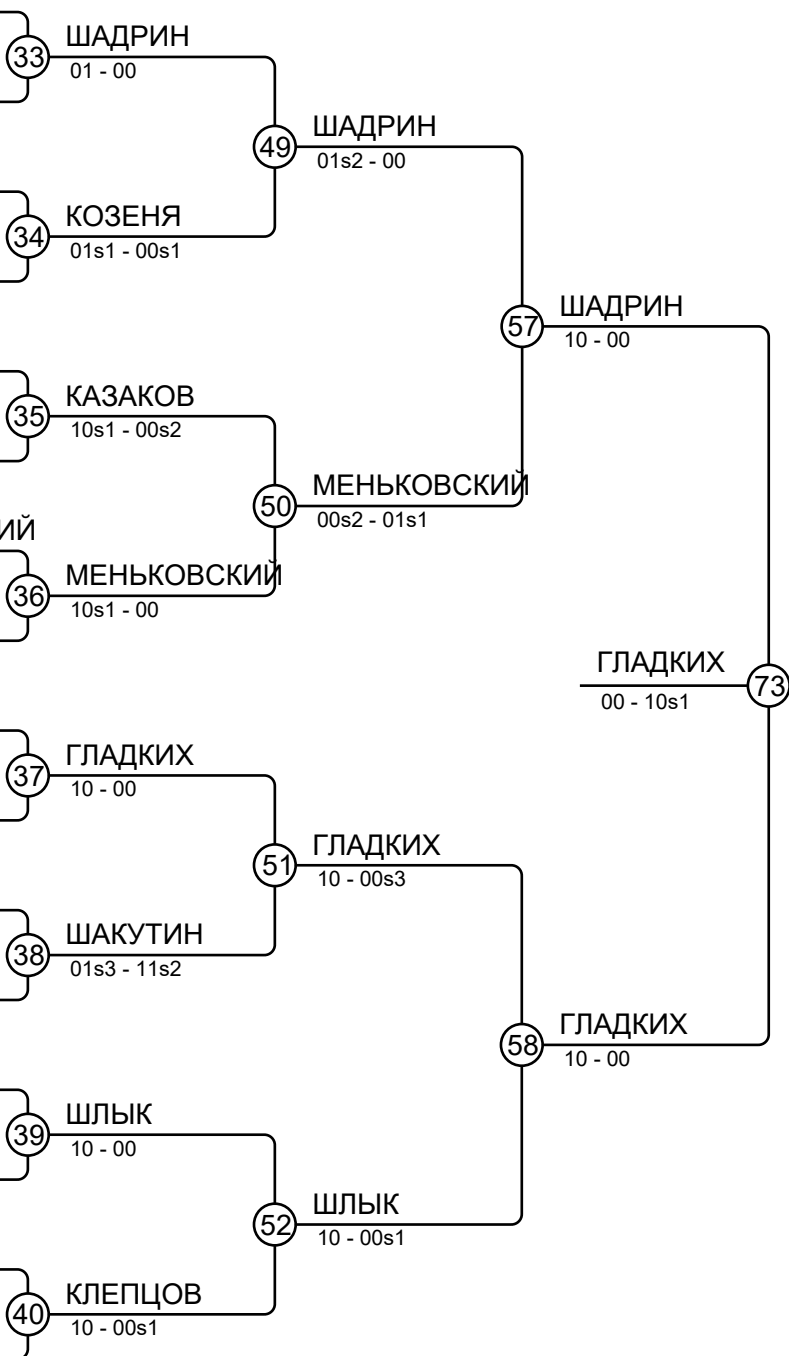 33
ШАДРИН
01 - 00
49
ШАДРИН
01s2 - 00
34
КОЗЕНЯ
01s1 - 00s1
57
ШАДРИН
10 - 00
35
КАЗАКОВ
10s1 - 00s2
50
МЕНЬКОВСКИЙ
00s2 - 01s1
ИЙ
36
МЕНЬКОВСКИЙ
10s1 - 00
ГЛАДКИХ
00 - 10s1
73
37
ГЛАДКИХ
10 - 00
51
ГЛАДКИХ
10 - 00s3
38
ШАКУТИН
01s3 - 11s2
58
ГЛАДКИХ
10 - 00
39
ШЛЫК
10 - 00
52
ШЛЫК
10 - 00s1
40
КЛЕПЦОВ
10 - 00s1